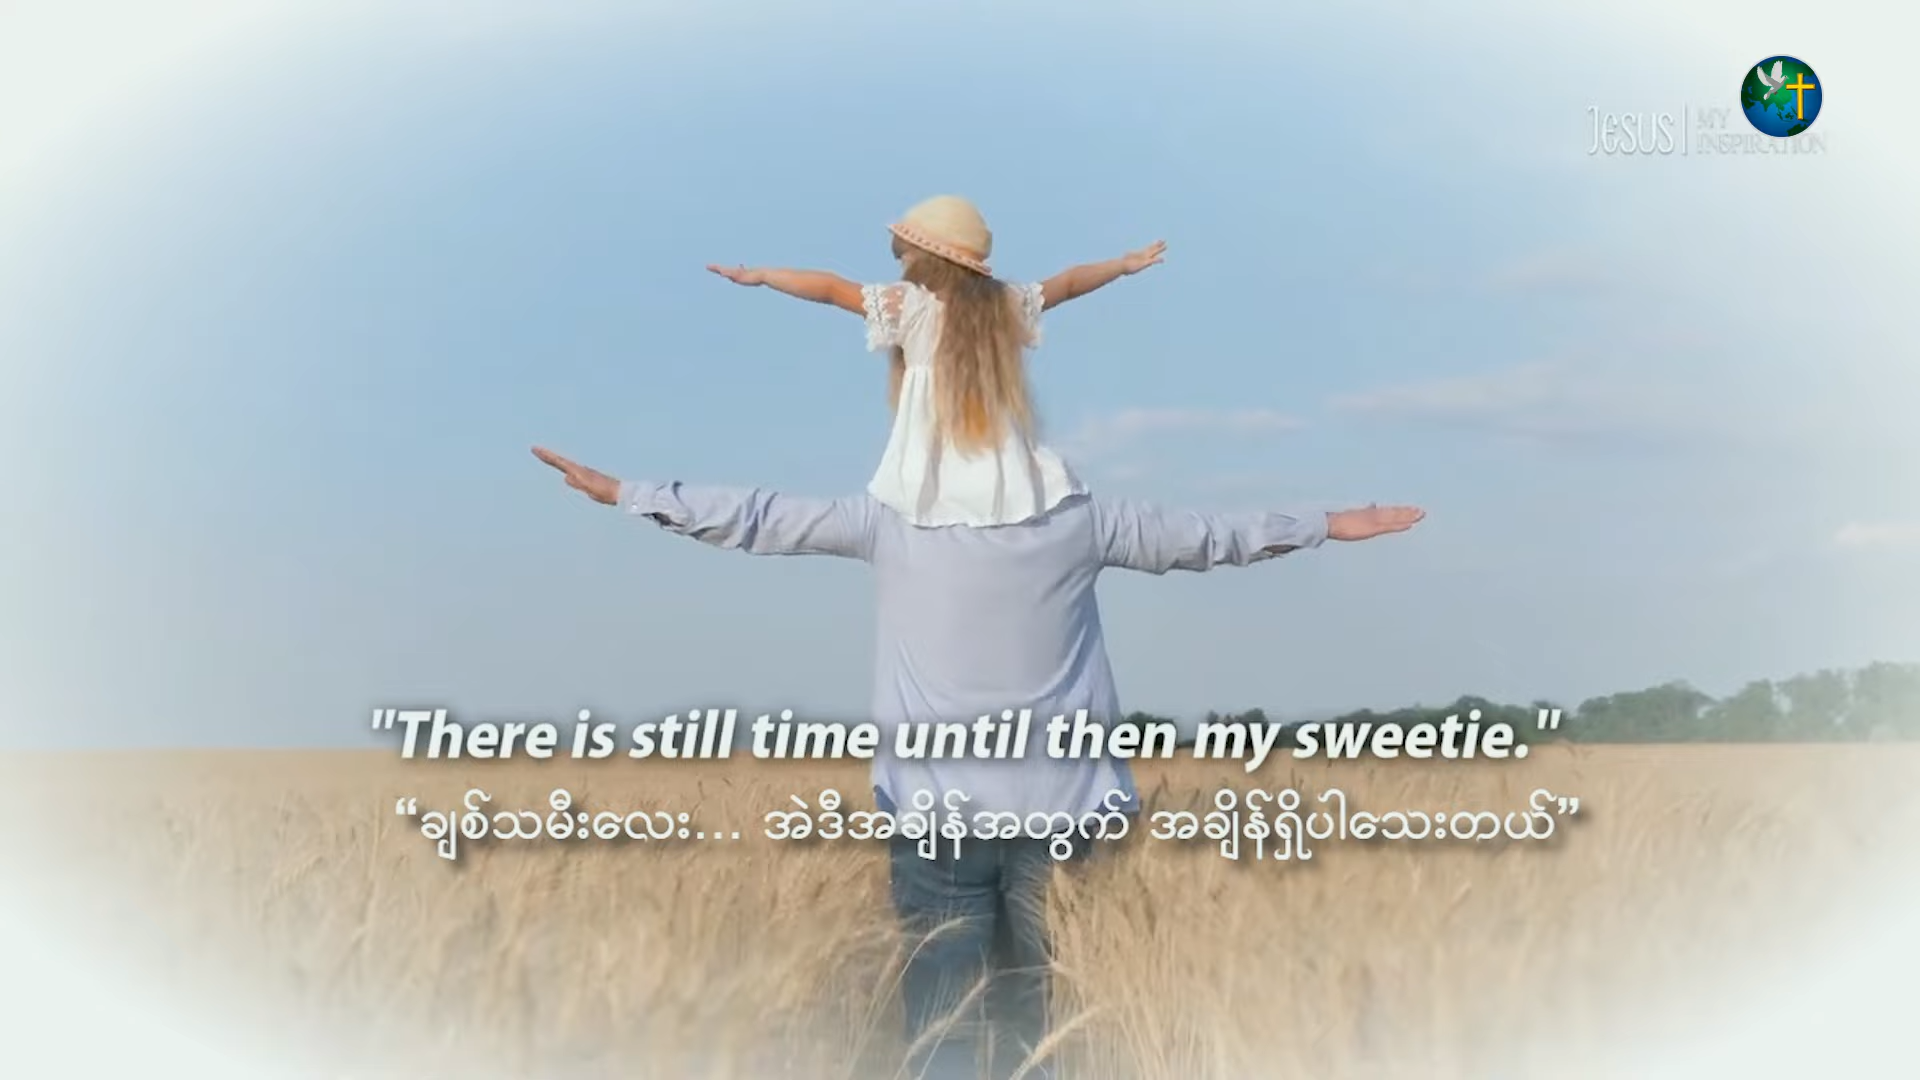 JESUS | MY
INSPIRATION
"There is still time until then my sweetie."
“ချစ်သမီးလေး... အဲဒီအချိန်အတွက် အချိန်ရှိပါသေးတယ်”